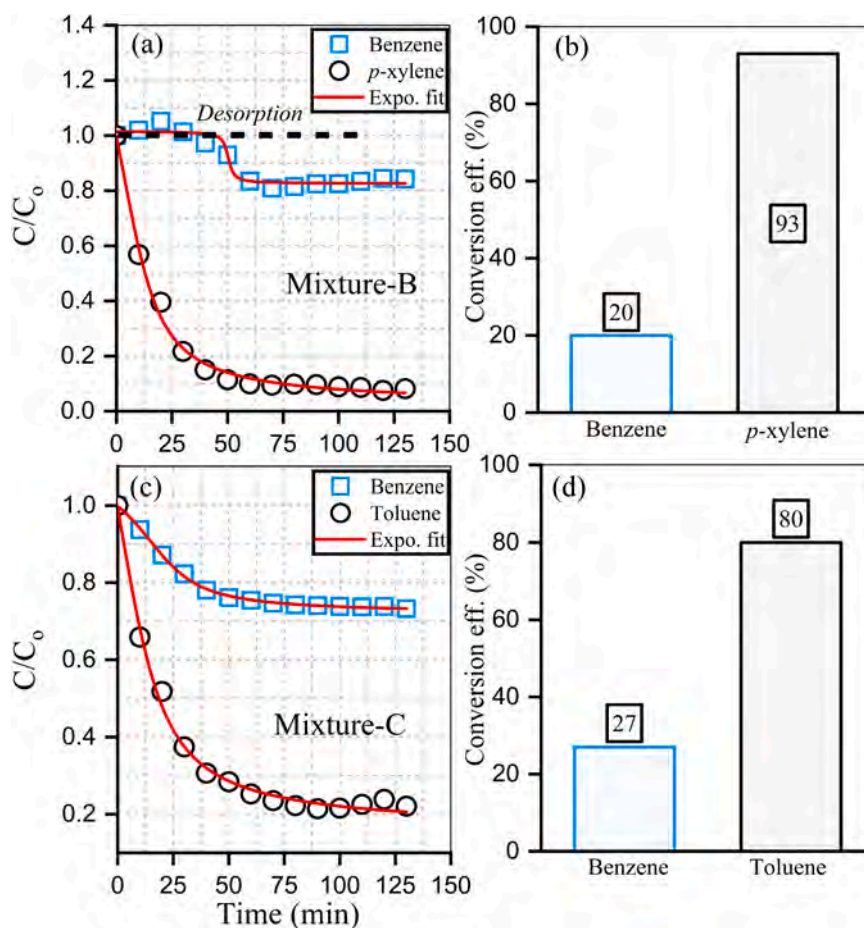 (a)
Benzene
p-xylene
Expo. fit
Desorption
Mixture-B
C/Co
1.4
1.2
1.0
0.8
0.6
0.4
0.2
0.0
0 25 50 75 100 125 150
(b)
Conversion eff. (%)
100
80
60
40
20
0
20
93
Benzene p-xylene
(c)
Benzene
Toluene
Expo. fit
Mixture-C
C/Co
1.0
0.8
0.6
0.4
0.2
0 25 50 75 100 125 150
Time (min)
(d)
Conversion eff. (%)
100
80
60
40
20
0
27
80
Benzene Toluene